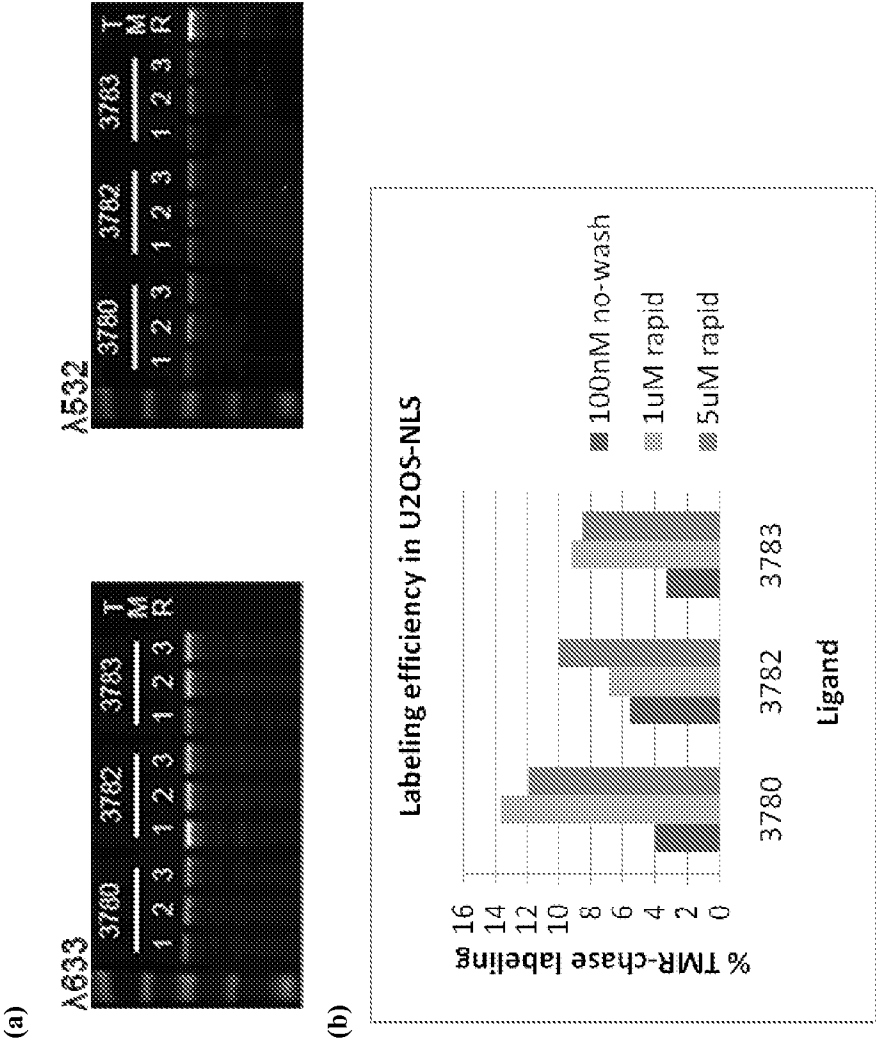 (a)
λ633
3780 3782 3783 T
M
1 2 3 1 2 3 1 2 3 R
λ532
3780 3782 3783 T
M
1 2 3 1 2 3 1 2 3 R
(b)
Labeling efficiency in U2OS-NLS
% TMR-chase labeling
16
14
12
10
8
6
4
2
0
3780 3782 3783
Ligand
100nM no-wash
1uM rapid
5uM rapid